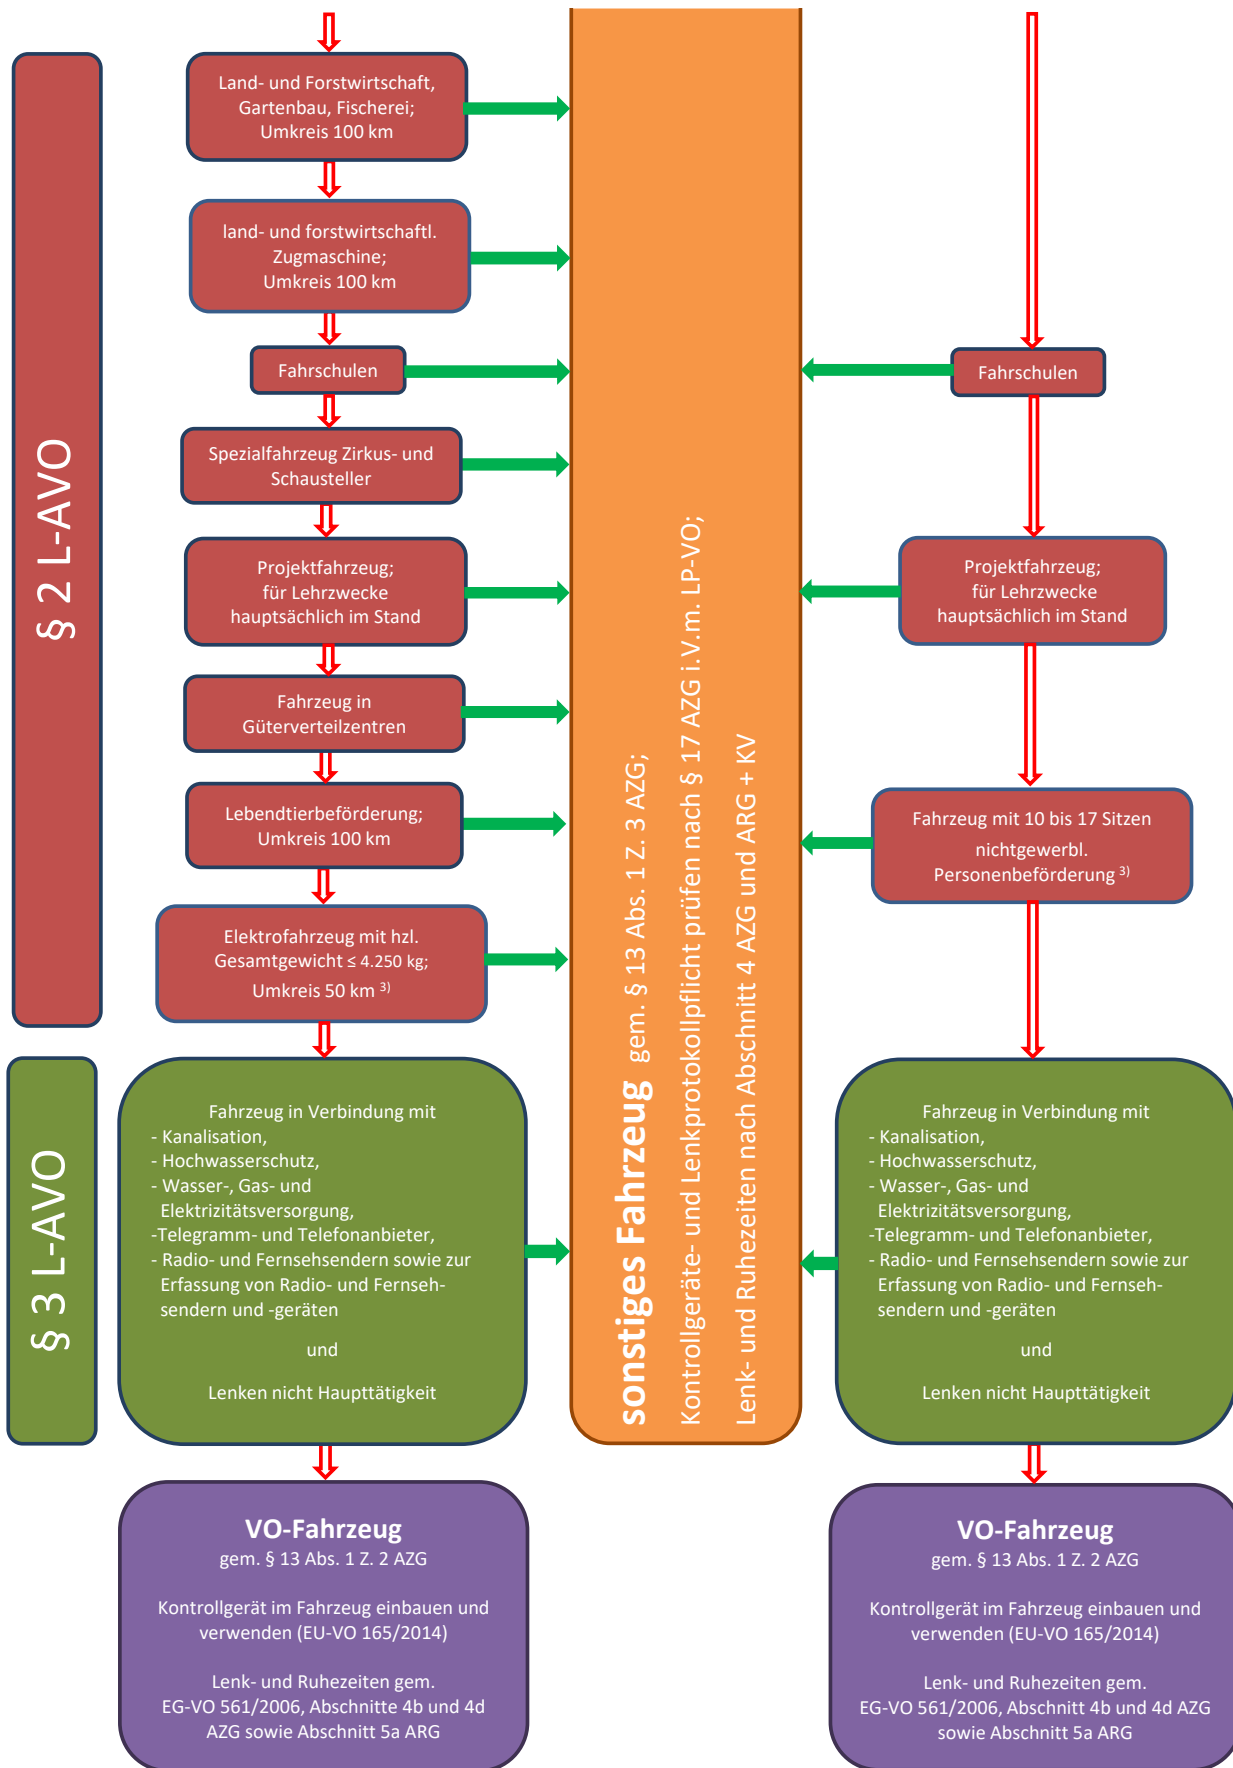 § 2 L-AVO
Land- und Forstwirtschaft,
Gartenbau, Fischerei;
Umkreis 100 km
land- und forstwirtschaftl.
Zugmaschine;
Umkreis 100 km
Fahrschulen
Spezialfahrzeug Zirkus- und
Schausteller
Projektfahrzeug;
für Lehrzwecke
hauptsächlich im Stand
Fahrzeug in
Güterverteilzentren
Lebendtierbeförderung;
Umkreis 100 km
Elektrofahrzeug mit hzl.
Gesamtgewicht ≤ 4.250 kg;
Umkreis 50 km ³⁾
§ 3 L-AVO
Fahrzeug in Verbindung mit
- Kanalisation,
- Hochwasserschutz,
- Wasser-, Gas- und
Elektrizitätsversorgung,
-Telegramm- und Telefonanbieter,
- Radio- und Fernsehsendern sowie zur
Erfassung von Radio- und Fernseh-
sendern und -geräten
und
Lenken nicht Haupttätigkeit
VO-Fahrzeug
gem. § 13 Abs. 1 Z. 2 AZG
Kontrollgerät im Fahrzeug einbauen und
verwenden (EU-VO 165/2014)
Lenk- und Ruhezeiten gem.
EG-VO 561/2006, Abschnitte 4b und 4d
AZG sowie Abschnitt 5a ARG
sonstiges Fahrzeug gem. § 13 Abs. 1 Z. 3 AZG;
Kontrollgeräte- und Lenkprotokollpflicht prüfen nach § 17 AZG i.V.m. LP-VO;
Lenk- und Ruhezeiten nach Abschnitt 4 AZG und ARG + KV
Fahrschulen
Projektfahrzeug;
für Lehrzwecke
hauptsächlich im Stand
Fahrzeug mit 10 bis 17 Sitzen
nichtgewerbl.
Personenbeförderung ³⁾
Fahrzeug in Verbindung mit
- Kanalisation,
- Hochwasserschutz,
- Wasser-, Gas- und
Elektrizitätsversorgung,
-Telegramm- und Telefonanbieter,
- Radio- und Fernsehsendern sowie zur
Erfassung von Radio- und Fernseh-
sendern und -geräten
und
Lenken nicht Haupttätigkeit
VO-Fahrzeug
gem. § 13 Abs. 1 Z. 2 AZG
Kontrollgerät im Fahrzeug einbauen und
verwenden (EU-VO 165/2014)
Lenk- und Ruhezeiten gem.
EG-VO 561/2006, Abschnitt 4b und 4d AZG
sowie Abschnitt 5a ARG